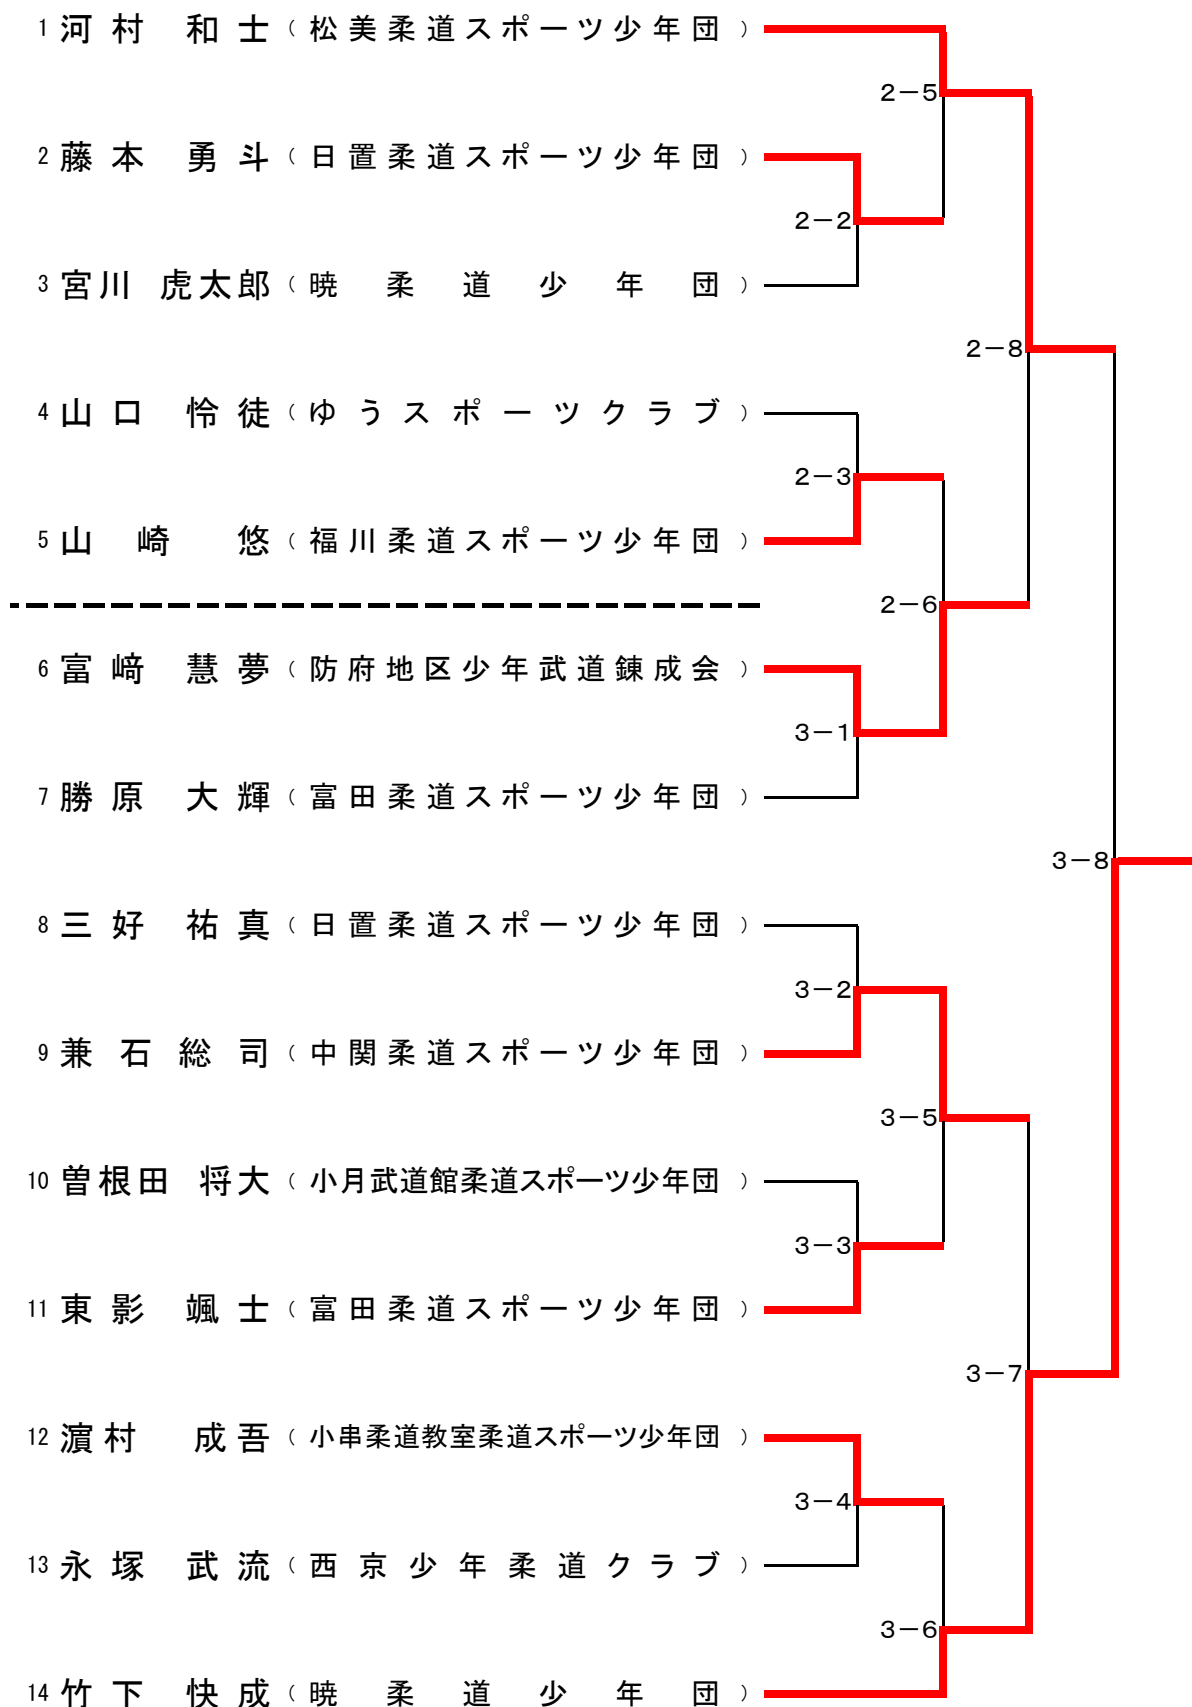 1 河村 和士 (松美柔道スポーツ少年団)
2-5
2 藤本 勇斗 (日置柔道スポーツ少年団)
2-2
3 宮川 虎太郎 (暁柔道少年団)
2-8
4 山口 怜徒 (ゆうスポーツクラブ)
2-3
5 山崎 悠 (福川柔道スポーツ少年団)
2-6
6 富﨑 慧夢 (防府地区少年武道錬成会)
3-1
7 勝原 大輝 (富田柔道スポーツ少年団)
3-8
8 三好 祐真 (日置柔道スポーツ少年団)
3-2
9 兼石 総司 (中関柔道スポーツ少年団)
3-5
10 曽根田 将大 (小月武道館柔道スポーツ少年団)
3-3
11 東影 颯士 (富田柔道スポーツ少年団)
3-7
12 濵村 成吾 (小串柔道教室柔道スポーツ少年団)
3-4
13 永塚 武流 (西京少年柔道クラブ)
3-6
14 竹下 快成 (暁柔道少年団)